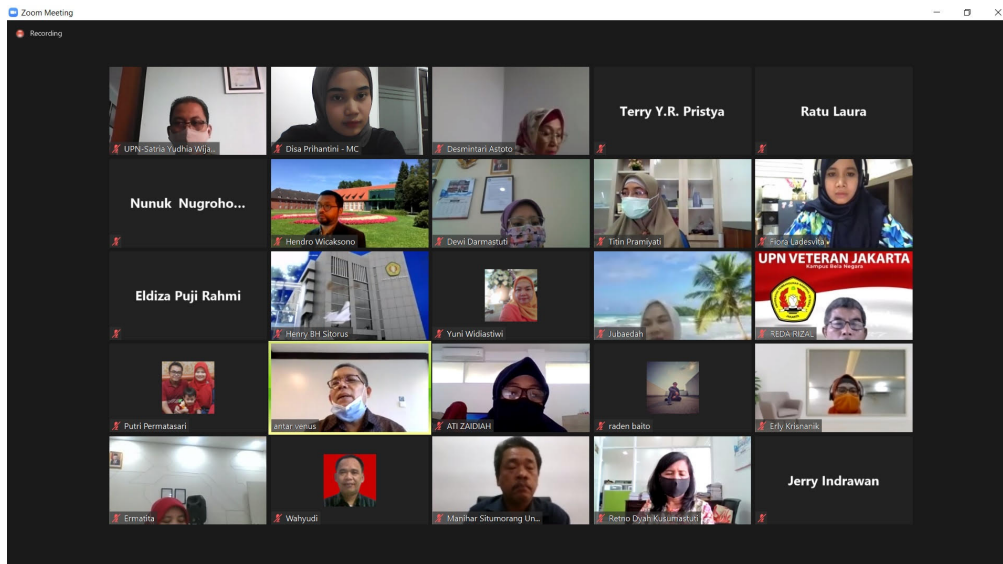 Zoom Meeting
Recording
UPN-Satria Yudhia Wija...
Disa Prihantini - MC
Desmintari Astoto
Terry Y.R. Pristya
Ratu Laura
Nunuk Nugroho...
Hendro Wicaksono
Dewi Darmastuti
Titin Pramiyati
Fiora Ladesvita
Eldiza Puji Rahmi
Henry BH Sitorus
Yuni Widiastiwi
Jubaedah
UPN VETERAN JAKARTA
Kampus Bela Negara
REDA RIZAL
Putri Permatasari
antar venus
ATI ZAIDIAH
raden baito
Erly Krisnanik
Ermatita
Wahyudi
Manihar Situmorang Un...
Retno Dyah Kusumastuti
Jerry Indrawan